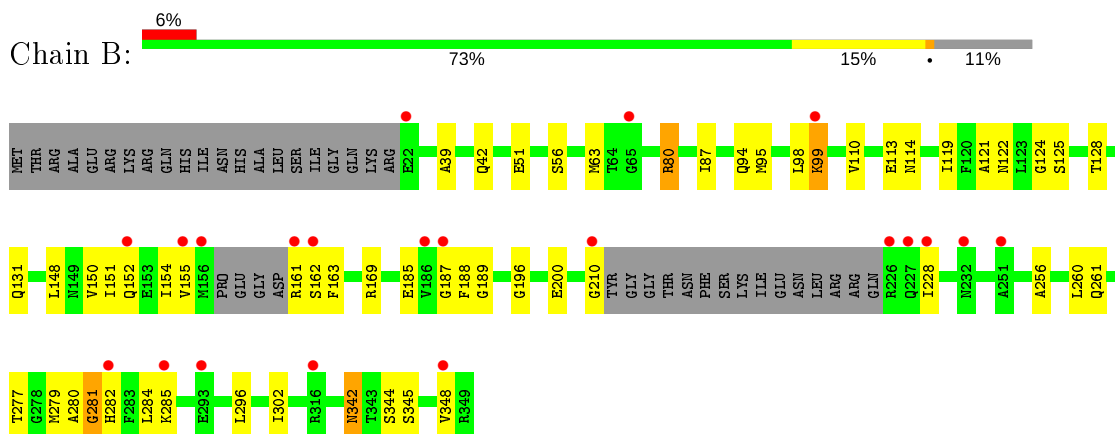 6%
Chain B:
73% 15% • 11%
MET THR ARG ALA GLU ARG LYS ARG GLN HIS ILE ASN HIS ALA LEU SER ILE GLY GLN LYS ARG E22 A39 Q42 E51 S56 M63 T64 G65 R80 I87 Q94 M95 L98 K99 V110 E113 N114 I119 F120 A121 N122 L123 G124 S125 T128
Q131 L148 N149 V150 I151 Q152 E153 I154 V155 M156 PRO GLU GLY ASP R161 S162 F163 R169 E185 V186 G187 F188 G189 G196 E200 G210 TYR GLY GLY THR ASN PHE SER LYS ILE GLU ASN LEU ARG ARG GLN R226 Q227 I228 N232 A251 A256 L260 Q261
T277 G278 M279 A280 G281 H282 F283 L284 K285 E293 L296 I302 R316 N342 T343 S344 S345 V348 R349